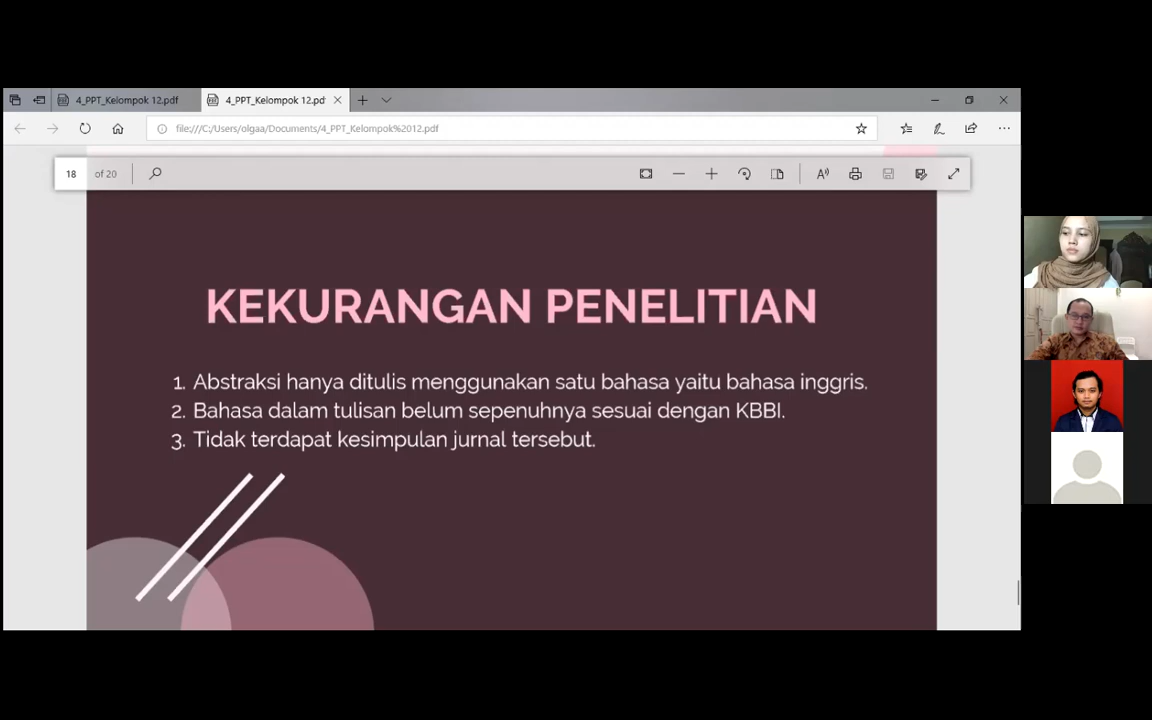 4_PPT_Kelompok 12.pdf
4_PPT_Kelompok 12.pdf
file:///C:/Users/olgaa/Documents/4_PPT_Kelompok%2012.pdf
18 of 20
KEKURANGAN PENELITIAN
1. Abstraksi hanya ditulis menggunakan satu bahasa yaitu bahasa inggris.
2. Bahasa dalam tulisan belum sepenuhnya sesuai dengan KBBI.
3. Tidak terdapat kesimpulan jurnal tersebut.